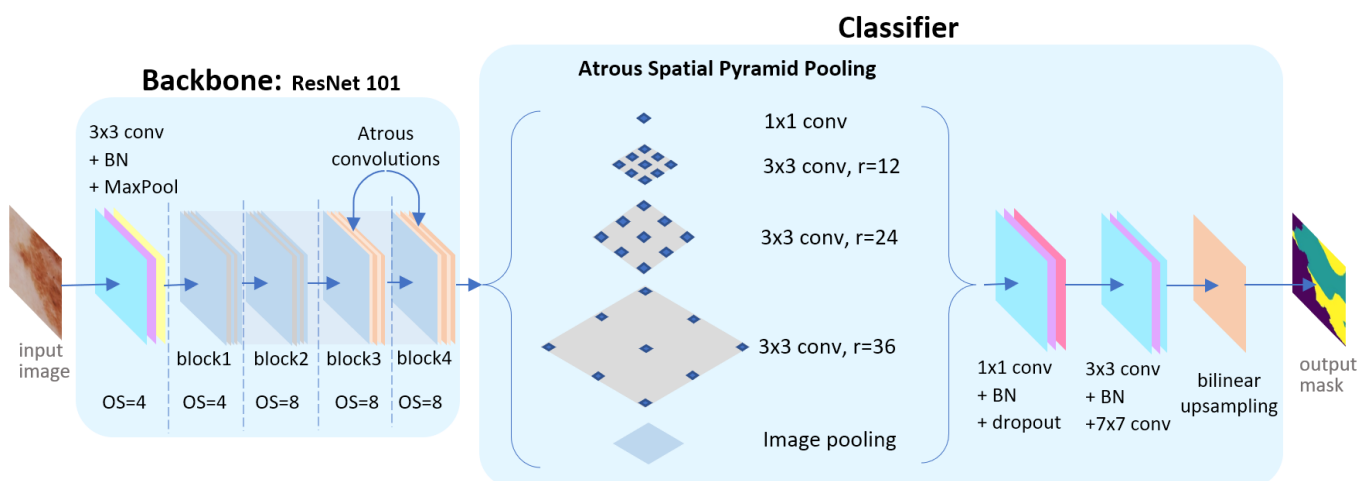 Classifier
Backbone: ResNet 101
Atrous Spatial Pyramid Pooling
3x3 conv
+ BN
+ MaxPool
Atrous
convolutions
input
image
block1
block2
block3
block4
OS=4
OS=4
OS=8
OS=8
OS=8
1x1 conv
3x3 conv, r=12
3x3 conv, r=24
3x3 conv, r=36
Image pooling
1x1 conv
+ BN
+ dropout
3x3 conv
+ BN
+7x7 conv
bilinear
upsampling
output
mask